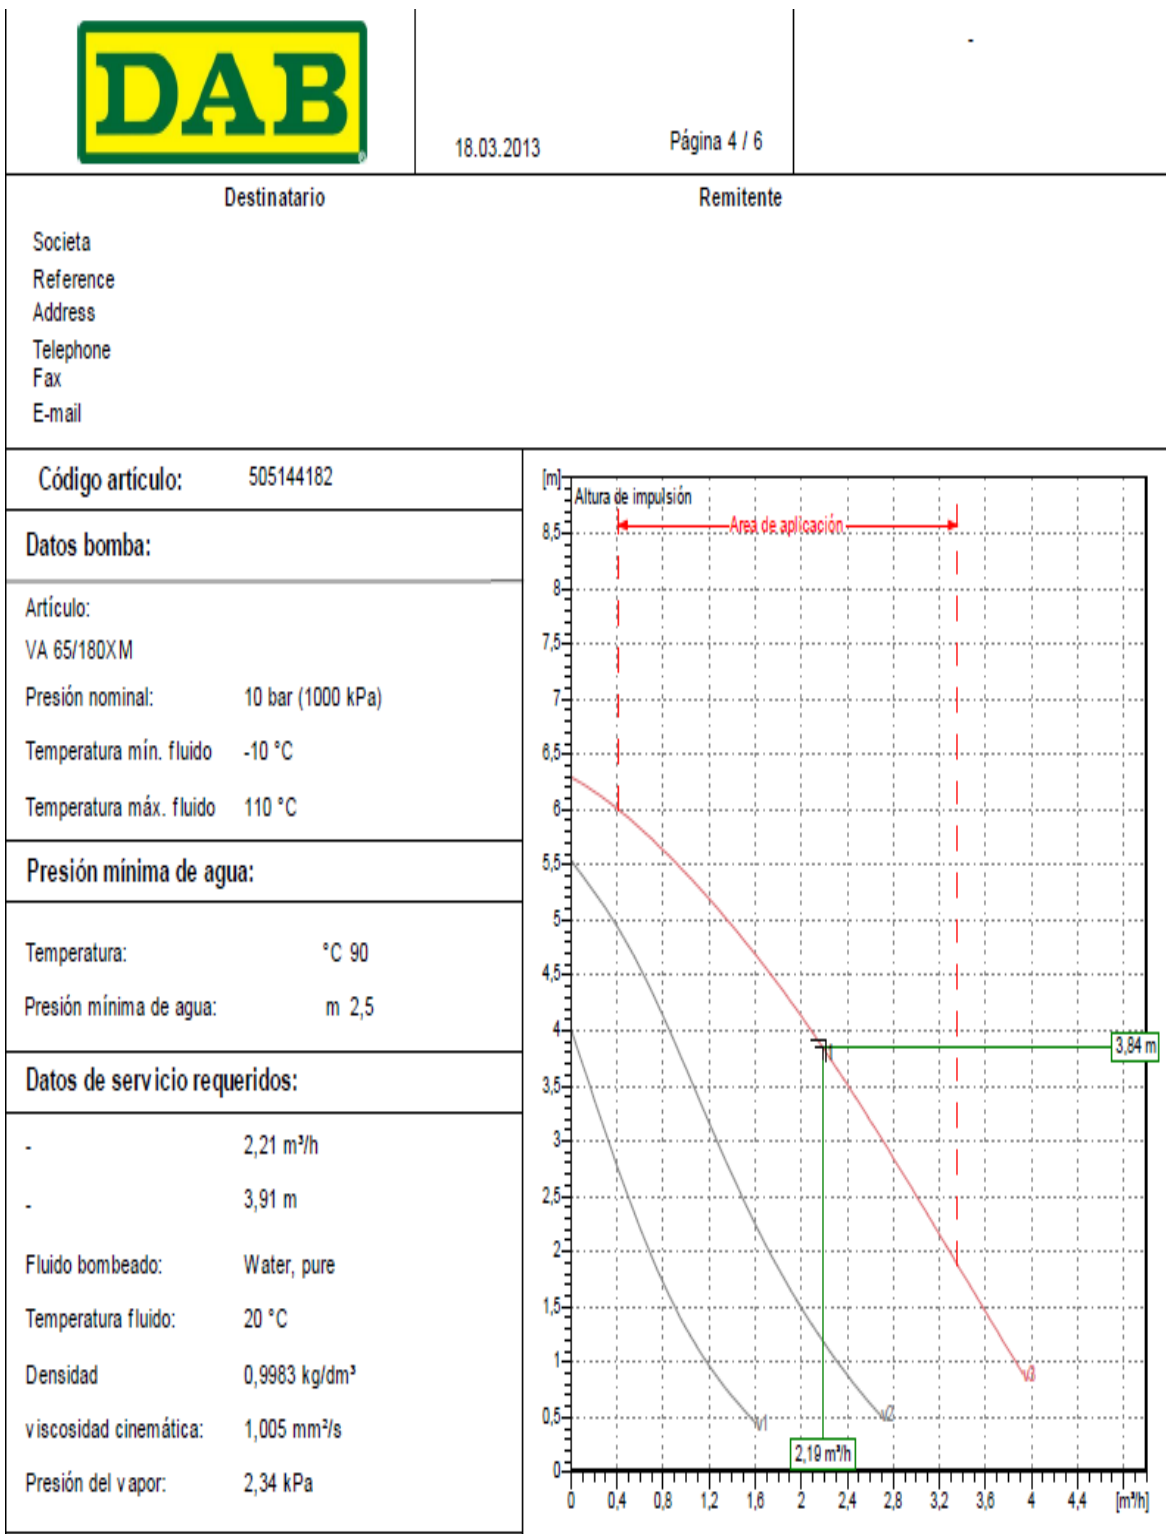 DAB
®
-
18.03.2013 Página 4 / 6
Destinatario Remitente
Societa
Reference
Address
Telephone
Fax
E-mail
Código artículo: 505144182
Datos bomba:
Artículo:
VA 65/180XM
Presión nominal: 10 bar (1000 kPa)
Temperatura mín. fluido -10 °C
Temperatura máx. fluido 110 °C
Presión mínima de agua:
Temperatura: °C 90
Presión mínima de agua: m 2,5
Datos de servicio requeridos:
- 2,21 m³/h
- 3,91 m
Fluido bombeado: Water, pure
Temperatura fluido: 20 °C
Densidad 0,9983 kg/dm³
viscosidad cinemática: 1,005 mm²/s
Presión del vapor: 2,34 kPa
[m]
Altura de impulsión
Area de aplicación
8,5
8
7,5
7
6,5
6
5,5
5
4,5
4
3,84 m
3,5
3
2,5
2
1,5
1
v3
0,5
v1 v2
2,19 m³/h
0
0 0,4 0,8 1,2 1,6 2 2,4 2,8 3,2 3,6 4 4,4 [m³/h]